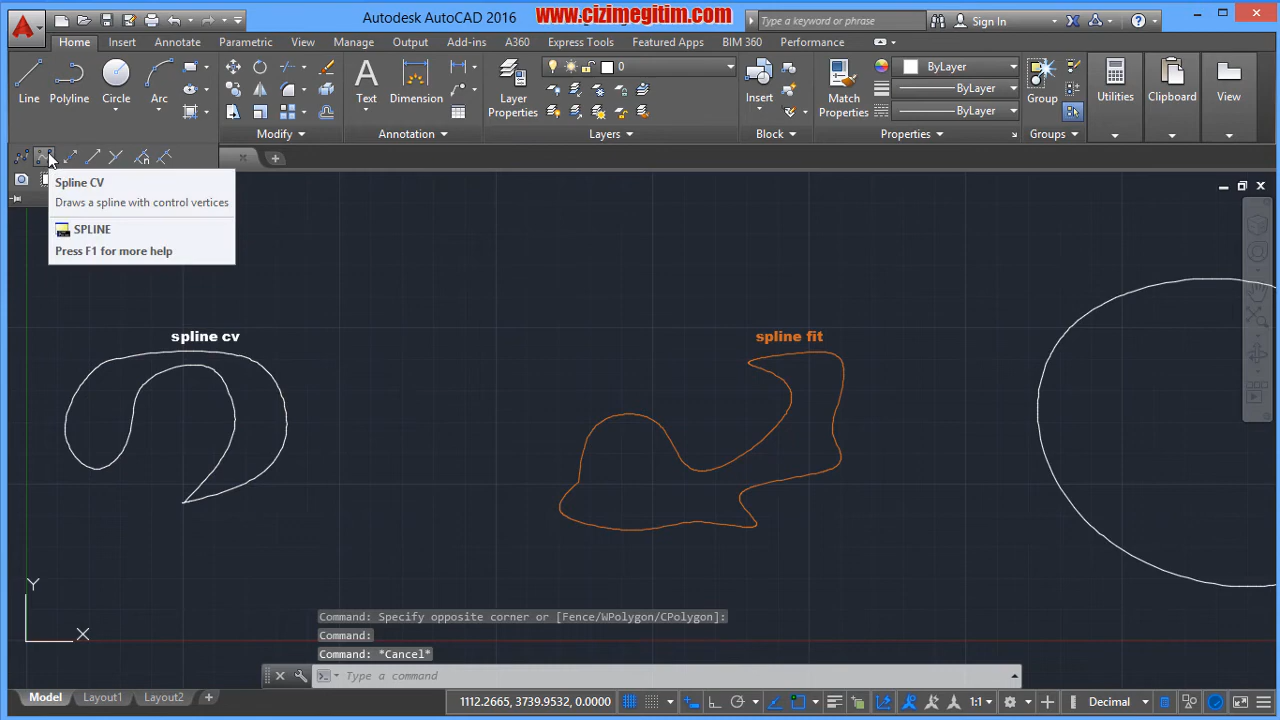 Autodesk AutoCAD 2016
www.cizimegitim.com
Type a keyword or phrase
Sign In
Home Insert Annotate Parametric View Manage Output Add-ins A360 Express Tools Featured Apps BIM 360 Performance
Line Polyline Circle Arc
Modify
Text Dimension
Annotation
Layer
Properties
0
Layers
Insert
Block
Match
Properties
ByLayer
ByLayer
ByLayer
Properties
Group
Groups
Utilities
Clipboard
View
Spline CV
Draws a spline with control vertices
SPLINE
Press F1 for more help
spline cv
spline fit
Y
X
Command: Specify opposite corner or [Fence/WPolygon/CPolygon]:
Command:
Command: *Cancel*
Type a command
Model Layout1 Layout2
1112.2665, 3739.9532, 0.0000
1:1
Decimal